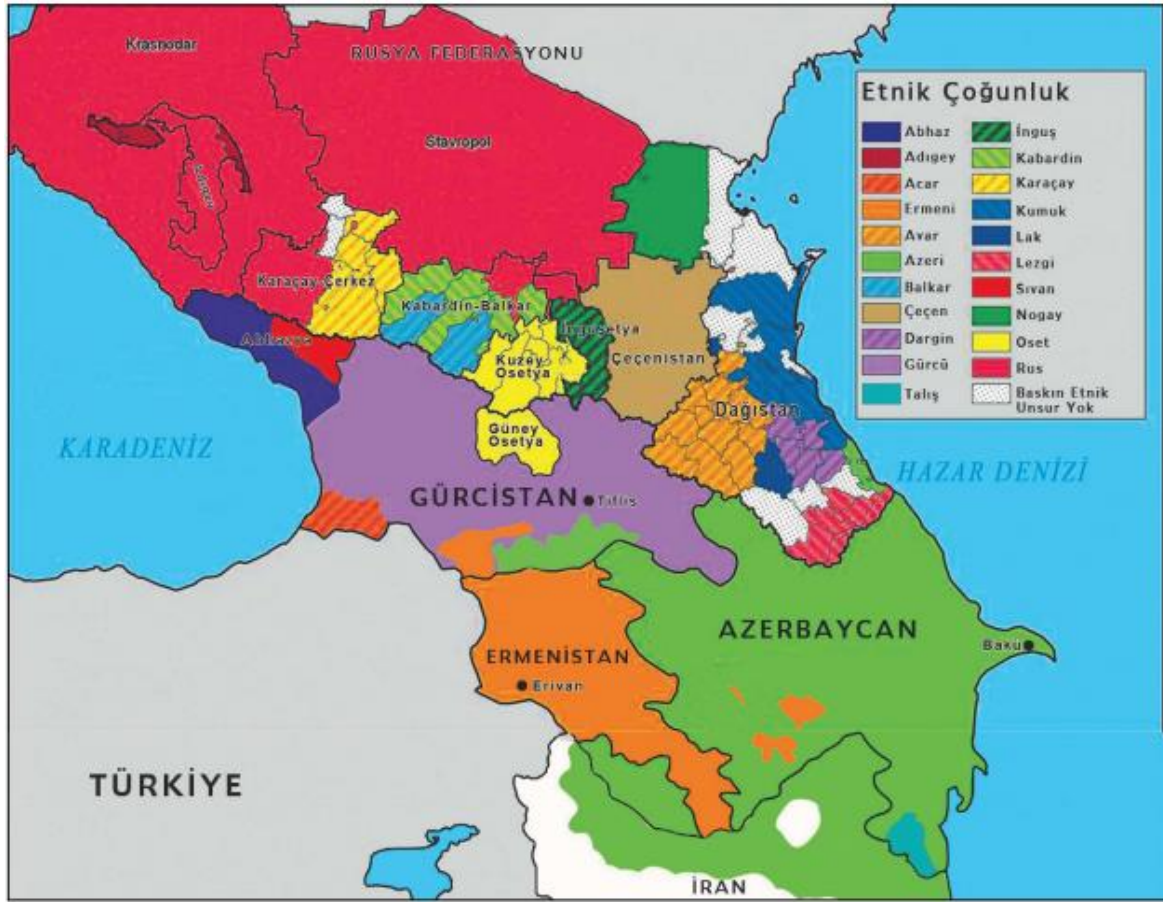 Krasnodar
RUSYA FEDERASYONU
Stavropol
Karaçay-Çerkez
Kabardin-Balkar
Abhazya
İnguşetya
Çeçenistan
Kuzey
Osetya
Güney
Osetya
Dağıstan
KARADENİZ
HAZAR DENİZİ
GÜRCİSTAN
Tiflis
AZERBAYCAN
Bakü
ERMENİSTAN
Erivan
TÜRKİYE
İRAN
Etnik Çoğunluk
Abhaz
Adıgey
Acar
Ermeni
Avar
Azeri
Balkar
Çeçen
Dargin
Gürcü
Talış
İnguş
Kabardin
Karaçay
Kumuk
Lak
Lezgi
Sıvan
Nogay
Oset
Rus
Baskın Etnik
Unsur Yok